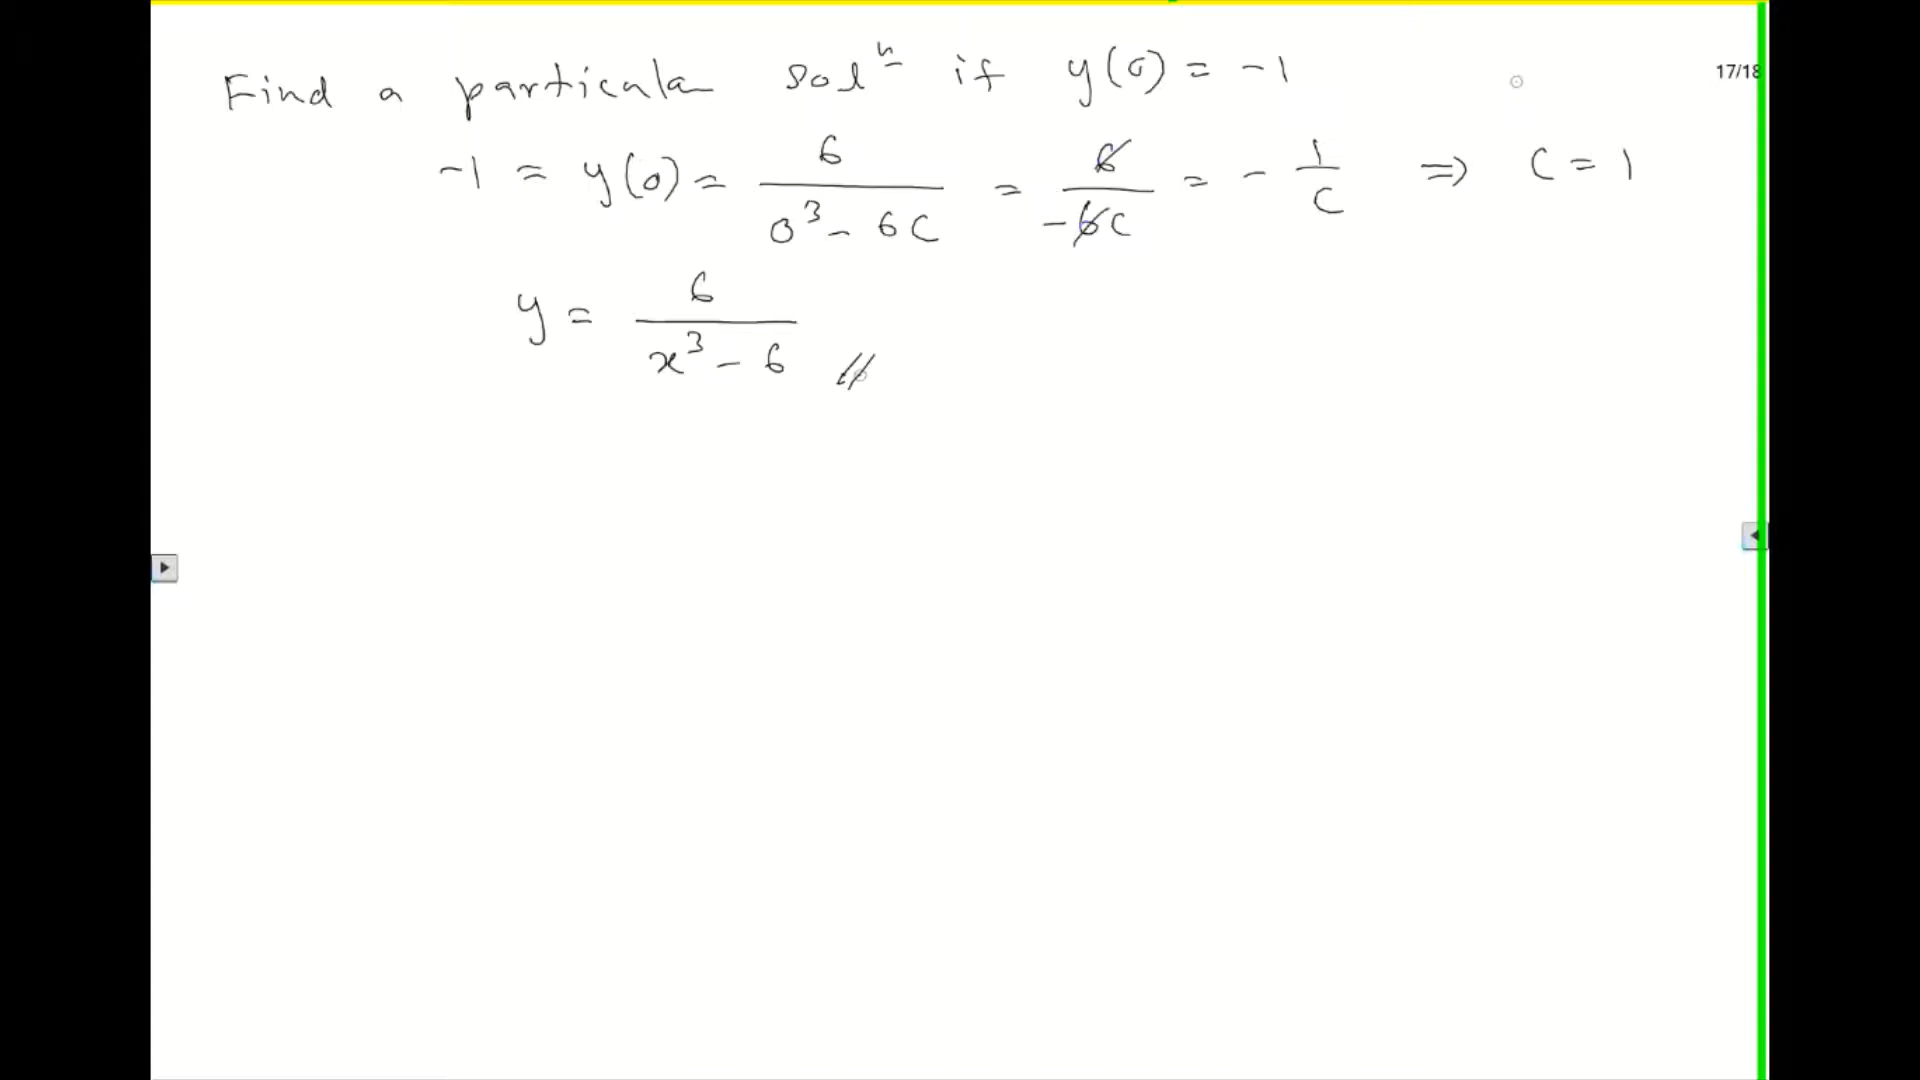 Find a particula solⁿ if y(0) = -1
17/18
-1 = y(0) = 6/(0³ - 6C) = 6/(-6C) = - 1/C ⇒ C = 1
y = 6/(x³ - 6) //